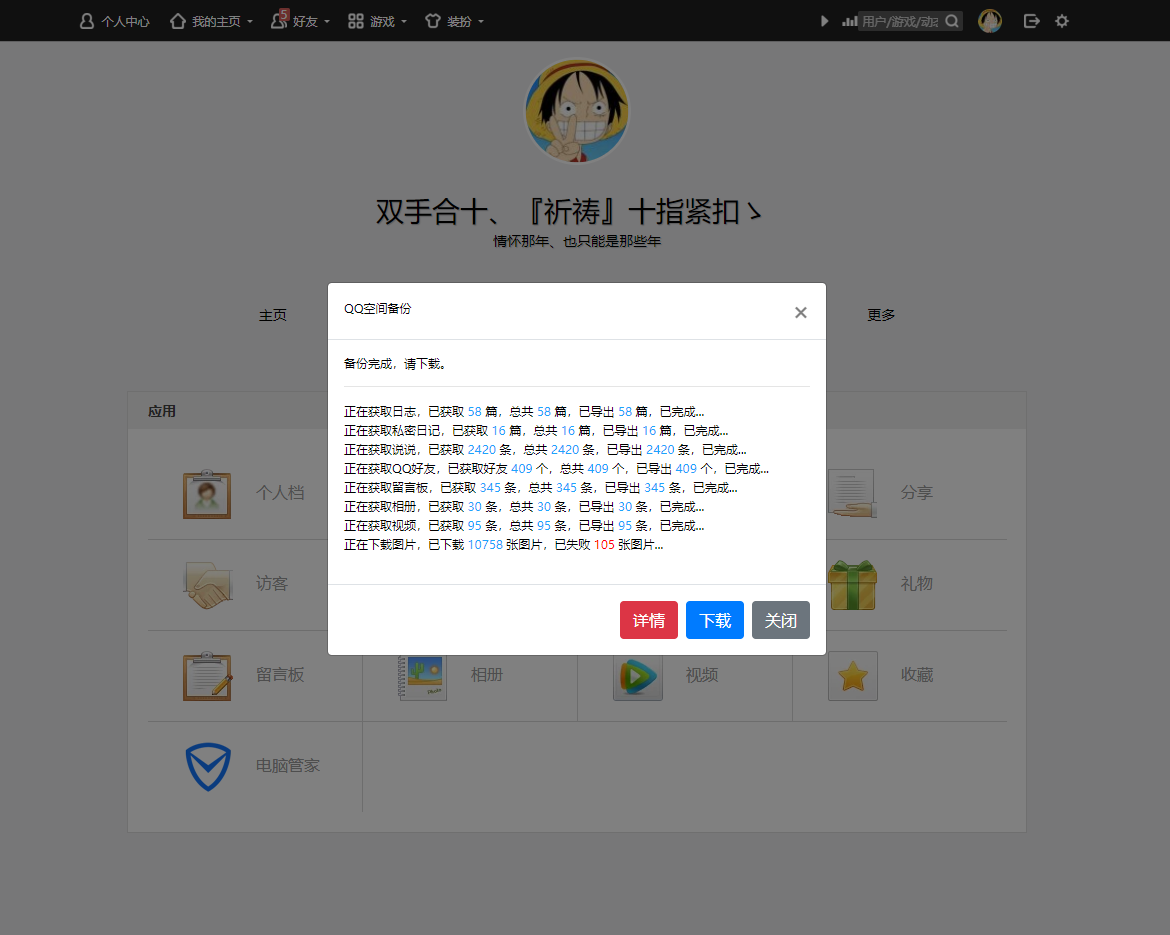 个人中心 我的主页 5 好友 游戏 装扮 用户/游戏/动
双手合十、『祈祷』十指紧扣ゝ
情怀那年、也只能是那些年
主页 更多
QQ空间备份 ×
备份完成，请下载。
正在获取日志，已获取 58 篇，总共 58 篇，已导出 58 篇，已完成...
正在获取私密日记，已获取 16 篇，总共 16 篇，已导出 16 篇，已完成...
正在获取说说，已获取 2420 条，总共 2420 条，已导出 2420 条，已完成...
正在获取QQ好友，已获取好友 409 个，总共 409 个，已导出 409 个，已完成...
正在获取留言板，已获取 345 条，总共 345 条，已导出 345 条，已完成...
正在获取相册，已获取 30 条，总共 30 条，已导出 30 条，已完成...
正在获取视频，已获取 95 条，总共 95 条，已导出 95 条，已完成...
正在下载图片，已下载 10758 张图片，已失败 105 张图片...
详情 下载 关闭
应用
个人档 分享
访客 礼物
留言板 相册 视频 收藏
电脑管家